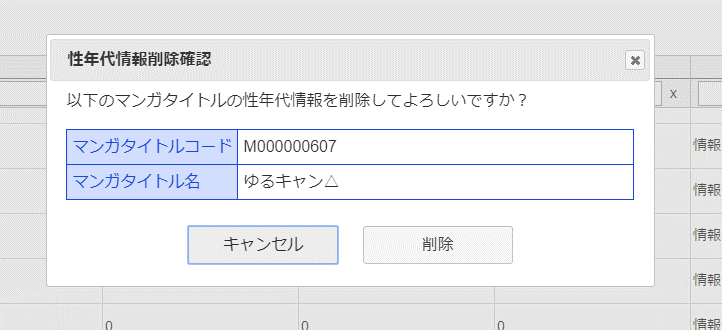 性年代情報削除確認
以下のマンガタイトルの性年代情報を削除してよろしいですか？
x
マンガタイトルコード M000000607
情報
マンガタイトル名 ゆるキャン△
情報
キャンセル 削除
情報
情報
0 0 0 情報